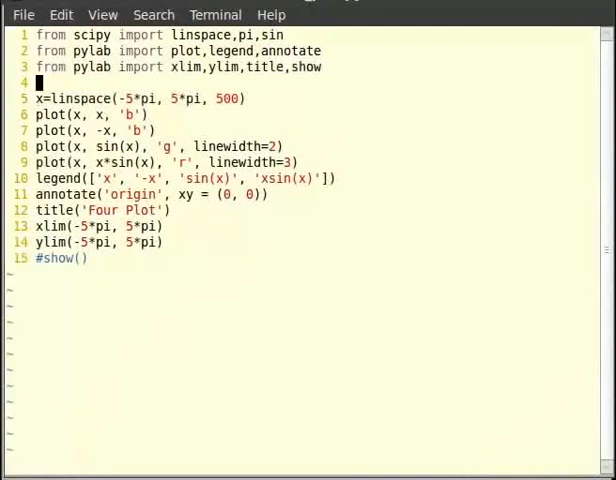 File Edit View Search Terminal Help
1 from scipy import linspace,pi,sin
2 from pylab import plot,legend,annotate
3 from pylab import xlim,ylim,title,show
4
5 x=linspace(-5*pi, 5*pi, 500)
6 plot(x, x, 'b')
7 plot(x, -x, 'b')
8 plot(x, sin(x), 'g', linewidth=2)
9 plot(x, x*sin(x), 'r', linewidth=3)
10 legend(['x', '-x', 'sin(x)', 'xsin(x)'])
11 annotate('origin', xy = (0, 0))
12 title('Four Plot')
13 xlim(-5*pi, 5*pi)
14 ylim(-5*pi, 5*pi)
15 #show()
~
~
~
~
~
~
~
~
~
~
~
~